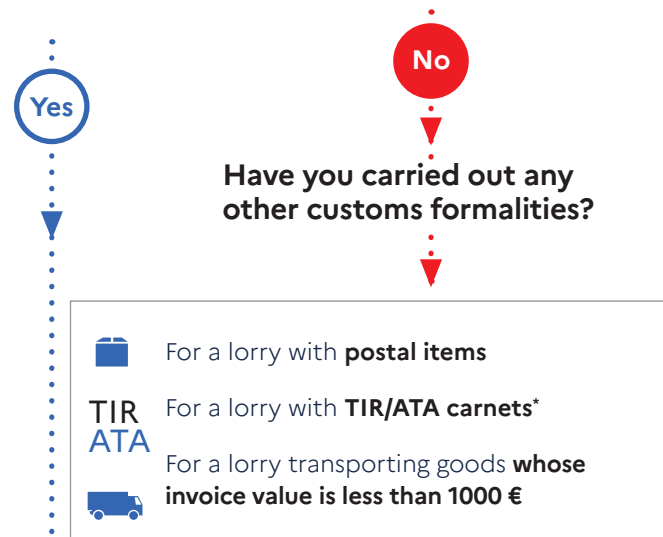 No
Yes
Have you carried out any
other customs formalities?
For a lorry with postal items
TIR
ATA
For a lorry with TIR/ATA carnets*
For a lorry transporting goods whose
invoice value is less than 1000 €